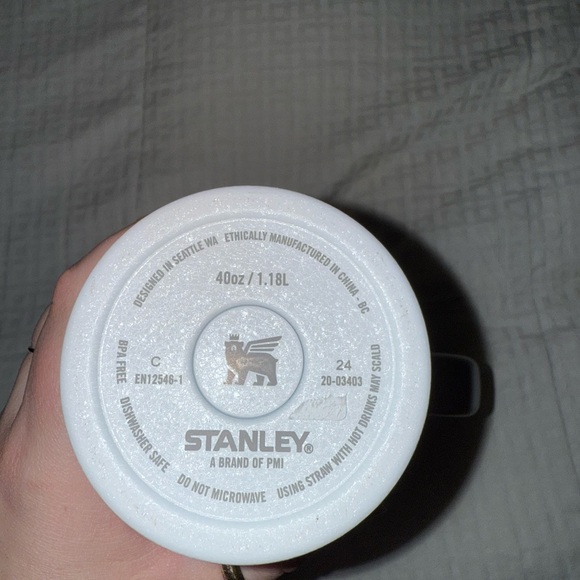 DESIGNED IN SEATTLE WA ETHICALLY MANUFACTURED IN CHINA - BC
40oz / 1.18L
C
24
EN12546-1
20-03403
STANLEY®
A BRAND OF PMI
BPA FREE DISHWASHER SAFE DO NOT MICROWAVE USING STRAW WITH HOT DRINKS MAY SCALD